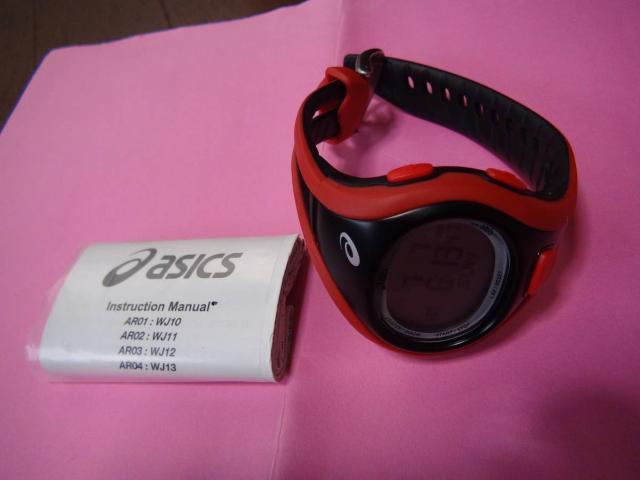 asics
Instruction Manual
AR01 : WJ10
AR02 : WJ11
AR03 : WJ12
AR04 : WJ13